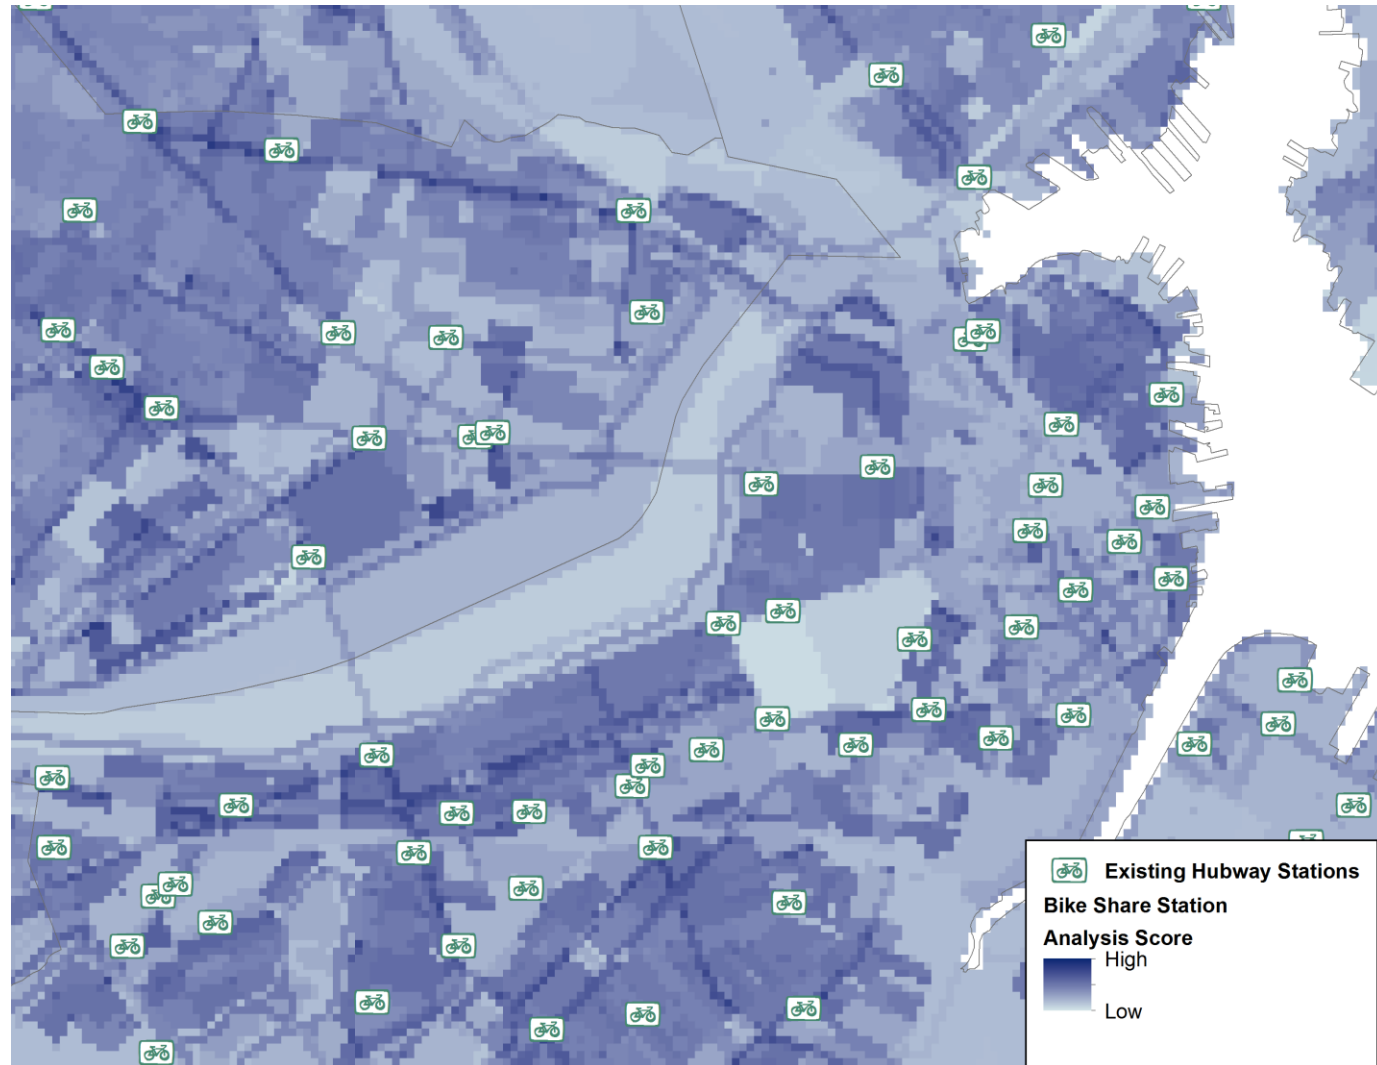 Existing Hubway Stations
Bike Share Station
Analysis Score
High
Low